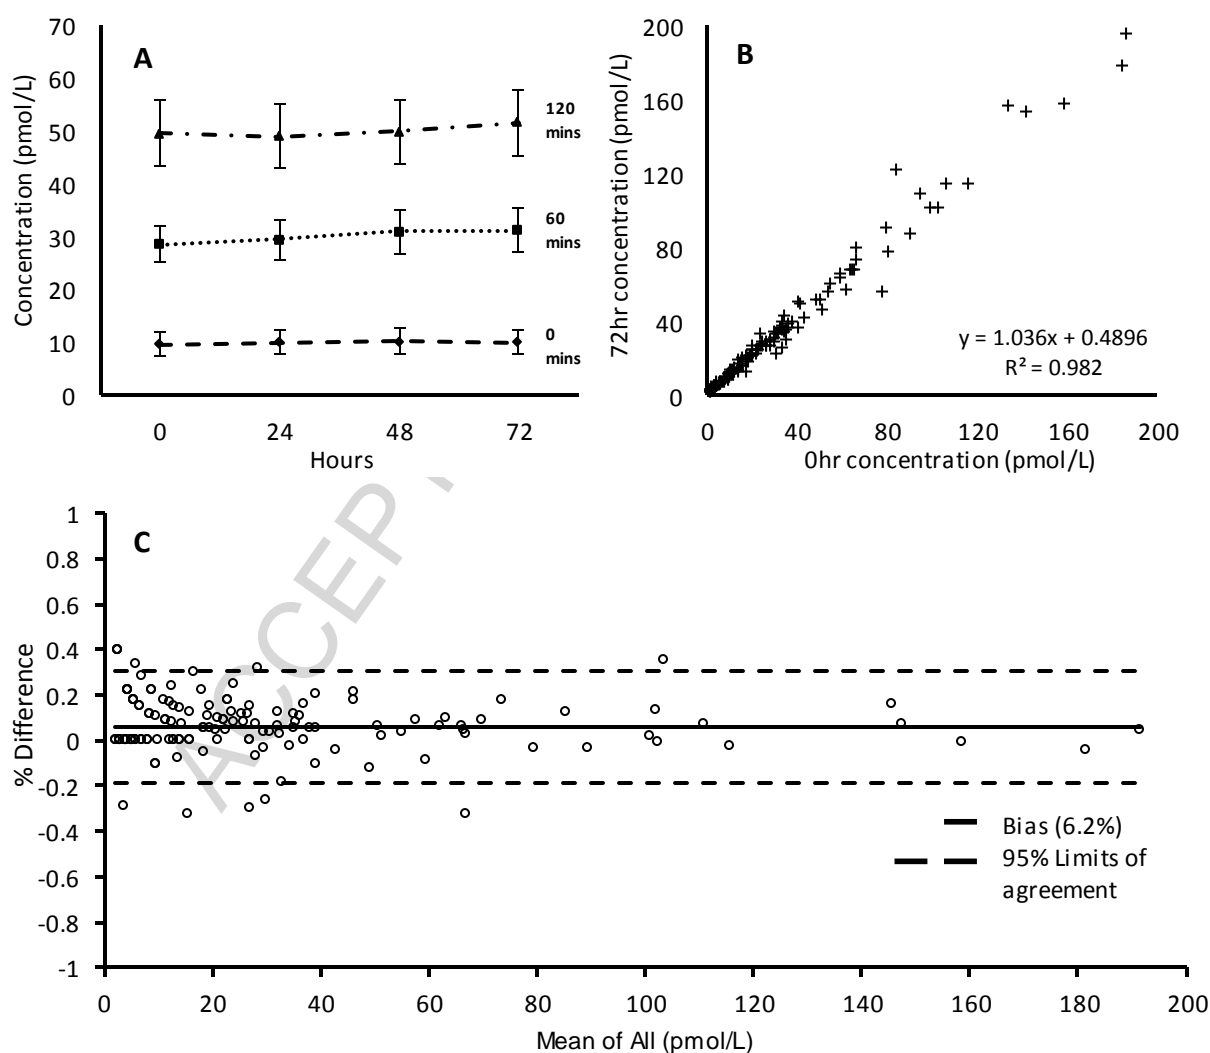 A
Concentration (pmol/L)
70
60
50
40
30
20
10
0
0 24 48 72
Hours
120
mins
60
mins
0
mins
B
72hr concentration (pmol/L)
200
160
120
80
40
0
0 40 80 120 160 200
0hr concentration (pmol/L)
y = 1.036x + 0.4896
R² = 0.982
C
% Difference
1
0.8
0.6
0.4
0.2
0
-0.2
-0.4
-0.6
-0.8
-1
0 20 40 60 80 100 120 140 160 180 200
Mean of All (pmol/L)
Bias (6.2%)
95% Limits of
agreement
ACCEP